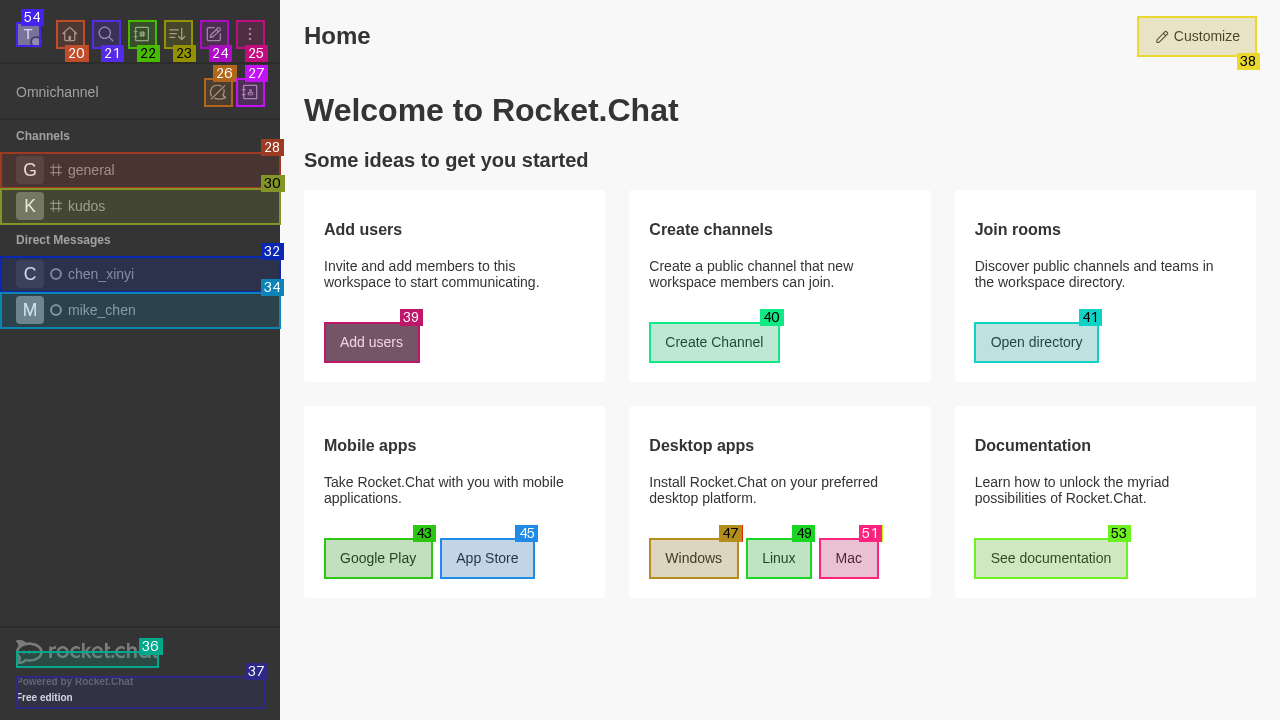 54
T
20
21
22
23
24
25
Home
Customize
38
Omnichannel
26
27
Welcome to Rocket.Chat
Some ideas to get you started
Channels
28
G general
30
K kudos
Direct Messages
32
C chen_xinyi
34
M mike_chen
Add users
Invite and add members to this
workspace to start communicating.
39
Add users
Create channels
Create a public channel that new
workspace members can join.
40
Create Channel
Join rooms
Discover public channels and teams in
the workspace directory.
41
Open directory
Mobile apps
Take Rocket.Chat with you with mobile
applications.
43
45
Google Play
App Store
Desktop apps
Install Rocket.Chat on your preferred
desktop platform.
47
49
51
Windows
Linux
Mac
Documentation
Learn how to unlock the myriad
possibilities of Rocket.Chat.
53
See documentation
36
rocket.chat
37
Powered by Rocket.Chat
Free edition